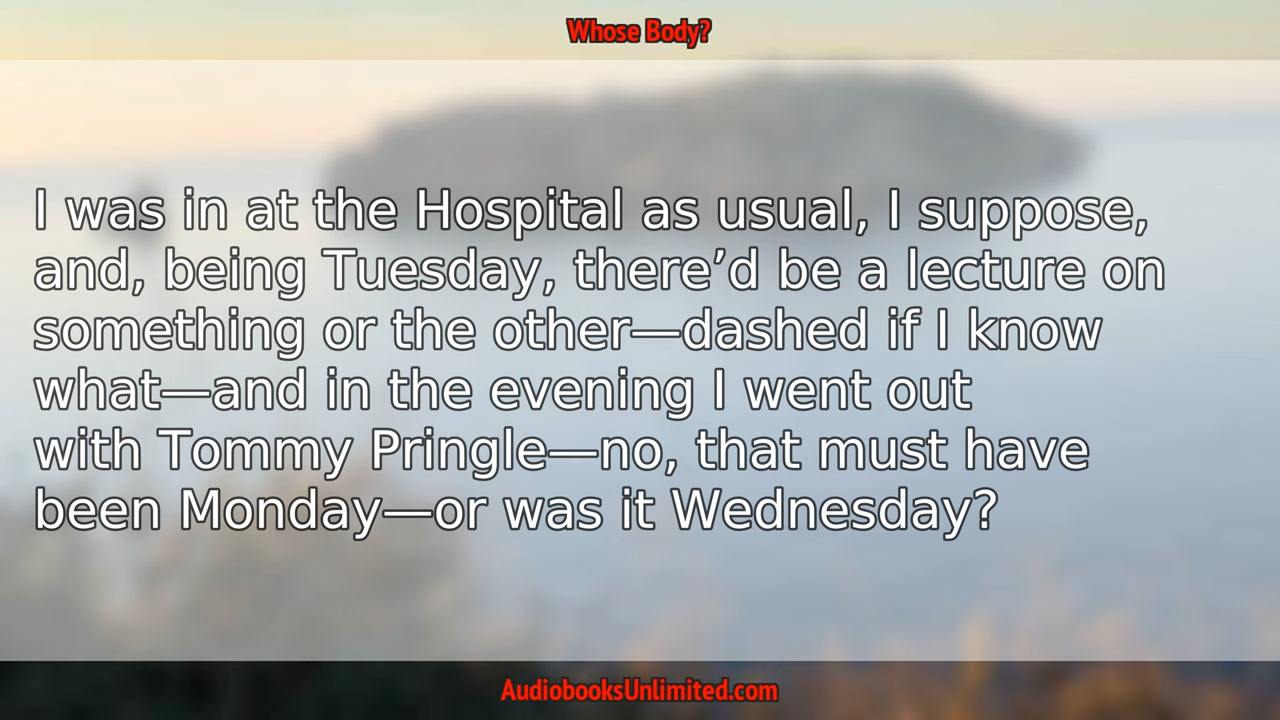 Whose Body?
I was in at the Hospital as usual, I suppose,
and, being Tuesday, there’d be a lecture on
something or the other—dashed if I know
what—and in the evening I went out
with Tommy Pringle—no, that must have
been Monday—or was it Wednesday?
AudiobooksUnlimited.com